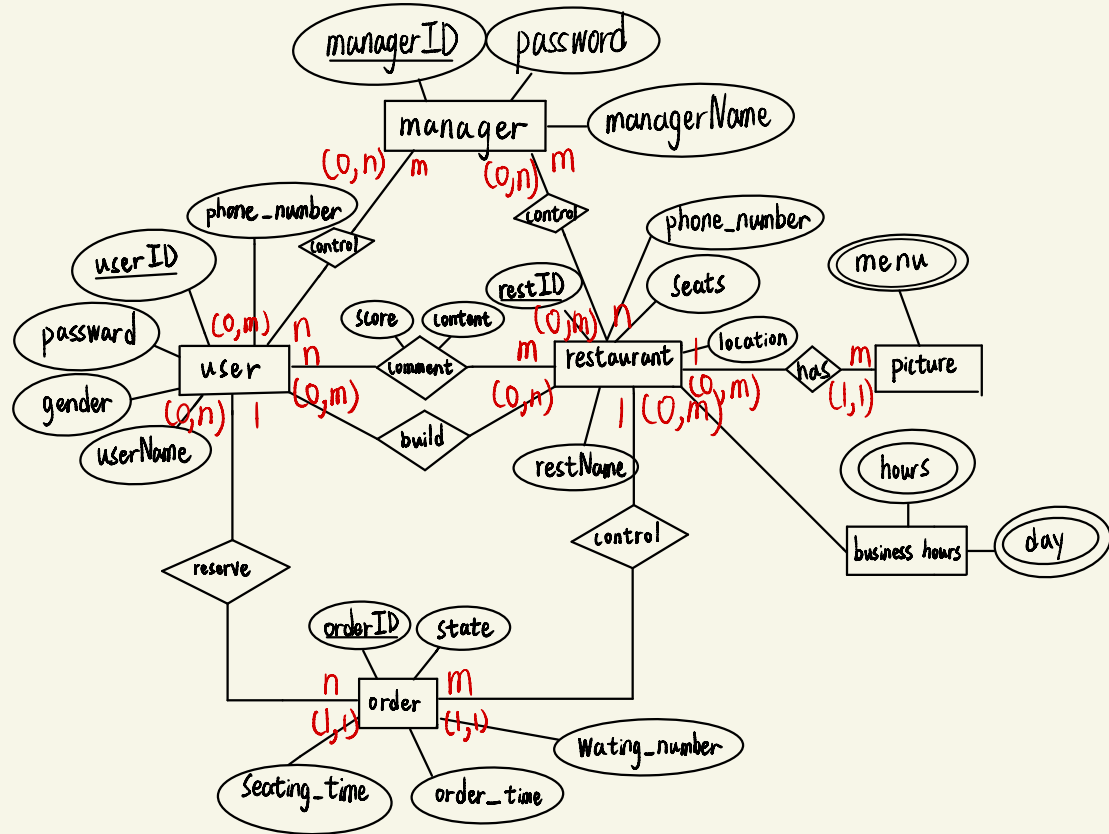 managerID
password
manager
managerName
(0,n)
m
(0,n)
m
phone_number
control
control
phone_number
userID
restID
seats
menu
passward
(0,m)
n
score
content
(0,m)
n
location
user
n
comment
m
restaurant
1
has
m
picture
gender
(0,n)
1
(0,m)
build
(0,n)
1
(0,m)
(0,m)
(1,1)
userName
restName
hours
control
business hours
day
reserve
orderID
state
n
order
m
(1,1)
(1,1)
Wating_number
Seating_time
order_time